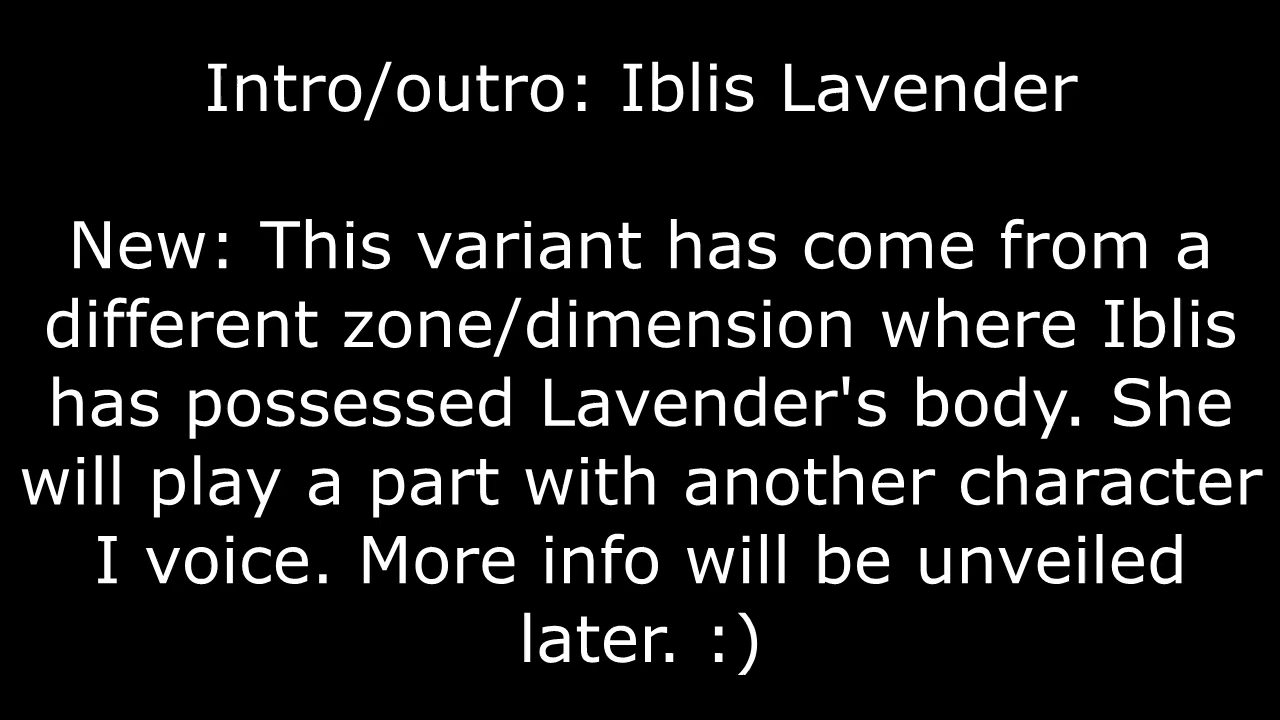 Intro/outro: Iblis Lavender
New: This variant has come from a
different zone/dimension where Iblis
has possessed Lavender's body. She
will play a part with another character
I voice. More info will be unveiled
later. :)